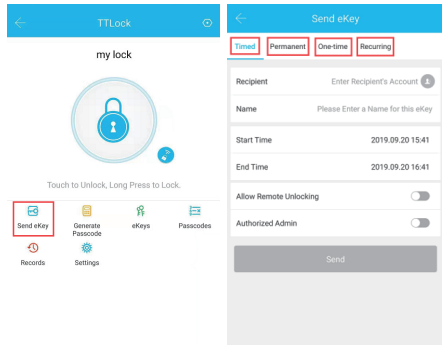 TTLock
my lock
Touch to Unlock, Long Press to Lock.
Send eKey
Generate
Passcode
eKeys
Passcodes
Records
Settings
Send eKey
Timed Permanent One-time Recurring
Recipient Enter Recipient's Account
Name Please Enter a Name for this eKey
Start Time 2019.09.20 15:41
End Time 2019.09.20 16:41
Allow Remote Unlocking
Authorized Admin
Send